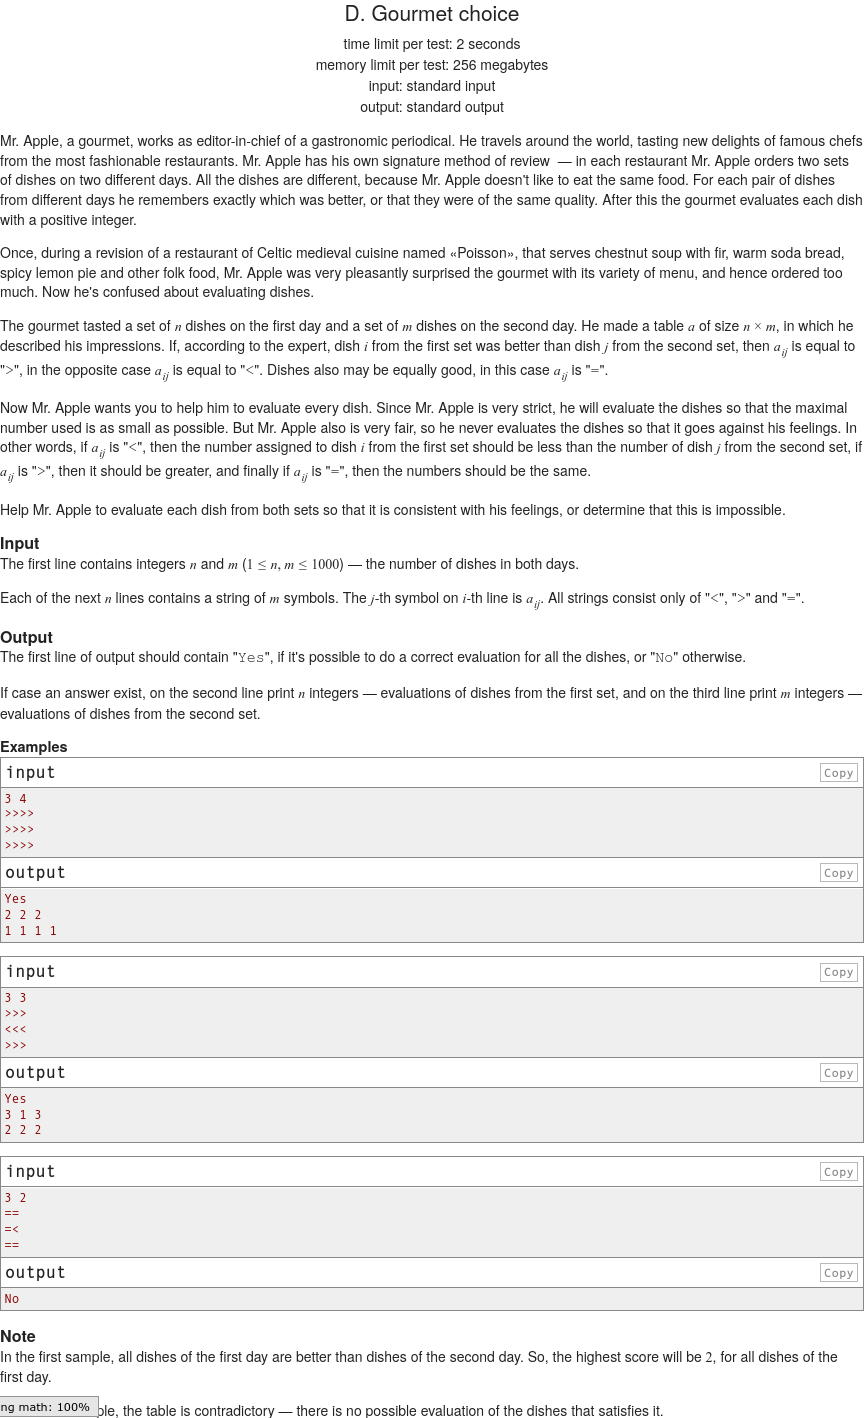 D. Gourmet choice
time limit per test: 2 seconds
memory limit per test: 256 megabytes
input: standard input
output: standard output
Mr. Apple, a gourmet, works as editor-in-chief of a gastronomic periodical. He travels around the world, tasting new delights of famous chefs
from the most fashionable restaurants. Mr. Apple has his own signature method of review  — in each restaurant Mr. Apple orders two sets
of dishes on two different days. All the dishes are different, because Mr. Apple doesn't like to eat the same food. For each pair of dishes
from different days he remembers exactly which was better, or that they were of the same quality. After this the gourmet evaluates each dish
with a positive integer.
Once, during a revision of a restaurant of Celtic medieval cuisine named «Poisson», that serves chestnut soup with fir, warm soda bread,
spicy lemon pie and other folk food, Mr. Apple was very pleasantly surprised the gourmet with its variety of menu, and hence ordered too
much. Now he's confused about evaluating dishes.
The gourmet tasted a set of n dishes on the first day and a set of m dishes on the second day. He made a table a of size n × m, in which he
described his impressions. If, according to the expert, dish i from the first set was better than dish j from the second set, then a_ij is equal to
">", in the opposite case a_ij is equal to "<". Dishes also may be equally good, in this case a_ij is "=".
Now Mr. Apple wants you to help him to evaluate every dish. Since Mr. Apple is very strict, he will evaluate the dishes so that the maximal
number used is as small as possible. But Mr. Apple also is very fair, so he never evaluates the dishes so that it goes against his feelings. In
other words, if a_ij is "<", then the number assigned to dish i from the first set should be less than the number of dish j from the second set, if
a_ij is ">", then it should be greater, and finally if a_ij is "=", then the numbers should be the same.
Help Mr. Apple to evaluate each dish from both sets so that it is consistent with his feelings, or determine that this is impossible.
Input
The first line contains integers n and m (1 ≤ n, m ≤ 1000) — the number of dishes in both days.
Each of the next n lines contains a string of m symbols. The j-th symbol on i-th line is a_ij. All strings consist only of "<", ">" and "=".
Output
The first line of output should contain "Yes", if it's possible to do a correct evaluation for all the dishes, or "No" otherwise.
If case an answer exist, on the second line print n integers — evaluations of dishes from the first set, and on the third line print m integers —
evaluations of dishes from the second set.
Examples
input Copy
3 4
>>>>
>>>>
>>>>
output Copy
Yes
2 2 2
1 1 1 1
input Copy
3 3
>>>
<<<
>>>
output Copy
Yes
3 1 3
2 2 2
input Copy
3 2
==
=<
==
output Copy
No
Note
In the first sample, all dishes of the first day are better than dishes of the second day. So, the highest score will be 2, for all dishes of the
first day.
ng math: 100% ple, the table is contradictory — there is no possible evaluation of the dishes that satisfies it.